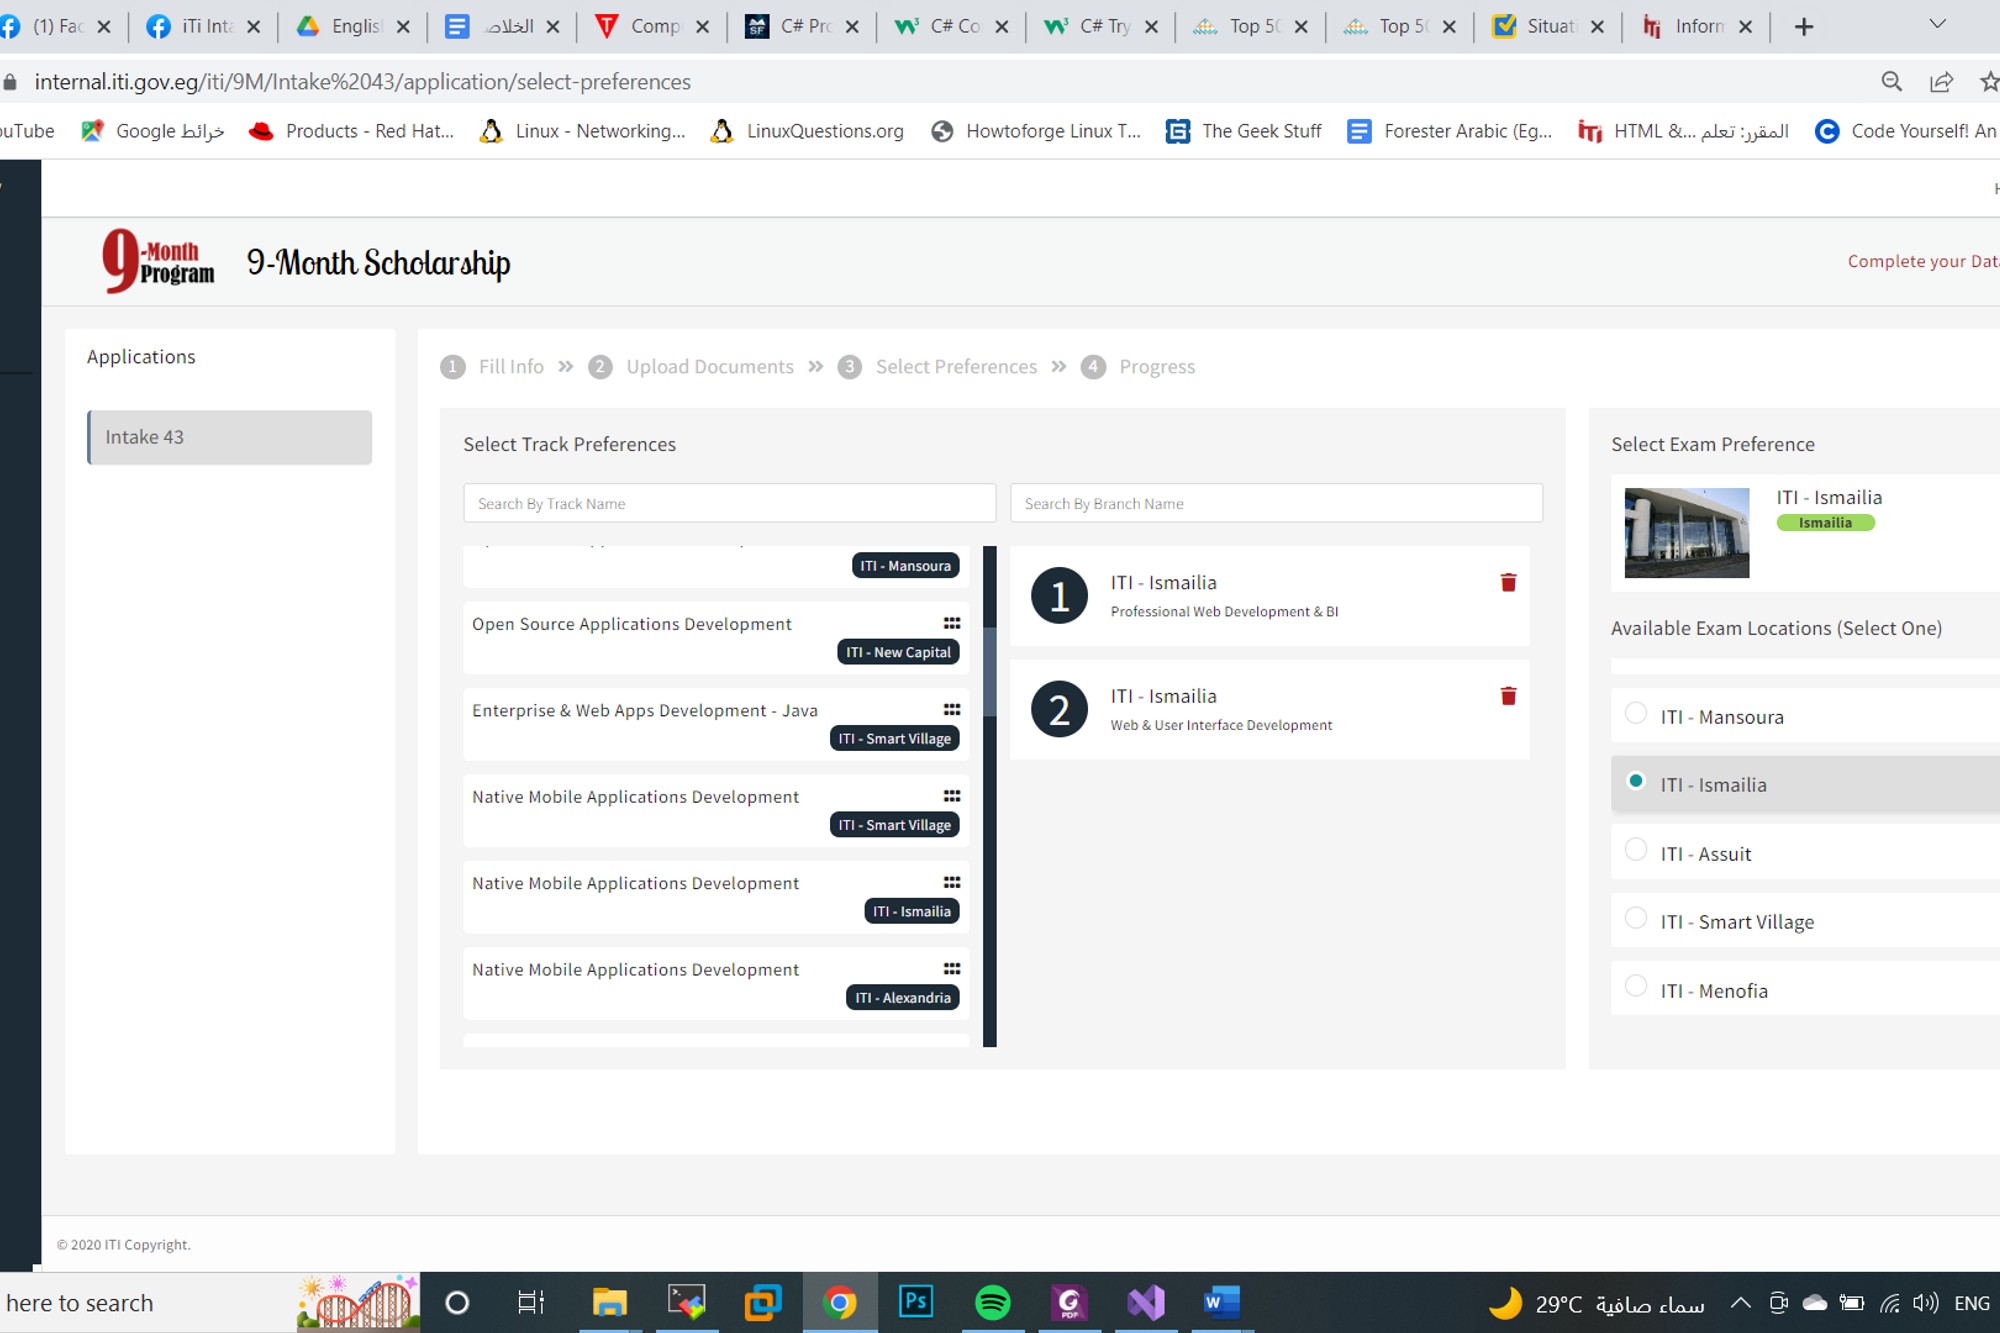 (1) Fac
iTi Inta
Englis
الخلاص
Comp
C# Pro
C# Co
C# Try
Top 50
Top 50
Situati
Inform
internal.iti.gov.eg/iti/9M/Intake%2043/application/select-preferences
ouTube
خرائط Google
Products - Red Hat...
Linux - Networking...
LinuxQuestions.org
Howtoforge Linux T...
The Geek Stuff
Forester Arabic (Eg...
المقرر: تعلم HTML &...
Code Yourself! An
9-Month Program
9-Month Scholarship
Complete your Data
Applications
Intake 43
1 Fill Info » 2 Upload Documents » 3 Select Preferences » 4 Progress
Select Track Preferences
Search By Track Name
Search By Branch Name
ITI - Mansoura
Open Source Applications Development
ITI - New Capital
Enterprise & Web Apps Development - Java
ITI - Smart Village
Native Mobile Applications Development
ITI - Smart Village
Native Mobile Applications Development
ITI - Ismailia
Native Mobile Applications Development
ITI - Alexandria
1
ITI - Ismailia
Professional Web Development & BI
2
ITI - Ismailia
Web & User Interface Development
Select Exam Preference
ITI - Ismailia
Ismailia
Available Exam Locations (Select One)
ITI - Mansoura
ITI - Ismailia
ITI - Assuit
ITI - Smart Village
ITI - Menofia
© 2020 ITI Copyright.
here to search
Ps
PDF
W
29°C سماء صافية
ENG